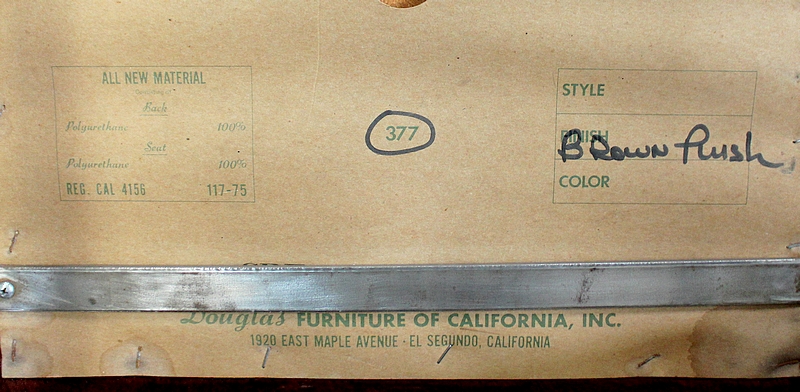 ALL NEW MATERIAL
Back
Polyurethane 100%
Seat
Polyurethane 100%
REG. CAL 4156 117-75
377
STYLE
FINISH
BROWN Plush
COLOR
Douglas FURNITURE OF CALIFORNIA, INC.
1920 EAST MAPLE AVENUE · EL SEGUNDO, CALIFORNIA